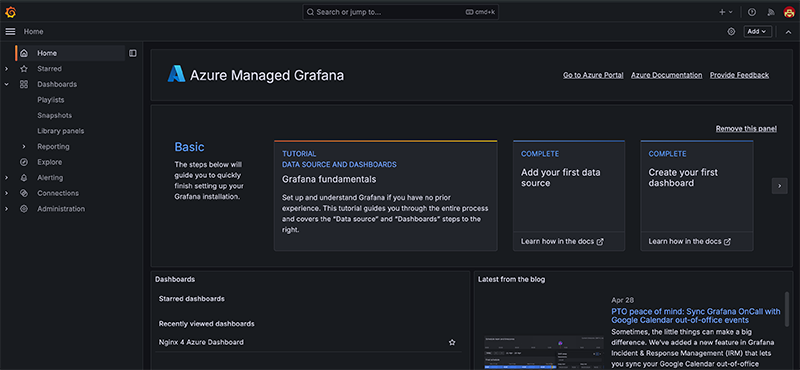 Search or jump to...
cmd+k
Home
Add
Home
Starred
Dashboards
Playlists
Snapshots
Library panels
Reporting
Explore
Alerting
Connections
Administration
Azure Managed Grafana
Go to Azure Portal
Azure Documentation
Provide Feedback
Remove this panel
Basic
The steps below will
guide you to quickly
finish setting up your
Grafana installation.
TUTORIAL
DATA SOURCE AND DASHBOARDS
Grafana fundamentals
Set up and understand Grafana if you have no prior
experience. This tutorial guides you through the entire process
and covers the "Data source" and "Dashboards" steps to the
right.
COMPLETE
Add your first data
source
Learn how in the docs
COMPLETE
Create your first
dashboard
Learn how in the docs
Dashboards
Starred dashboards
Recently viewed dashboards
Nginx 4 Azure Dashboard
Latest from the blog
Apr 28
PTO peace of mind: Sync Grafana OnCall with
Google Calendar out-of-office events
Sometimes, the little things can make a big
difference. We've added a new feature in Grafana
Incident & Response Management (IRM) that lets
you sync your Google Calendar out-of-office